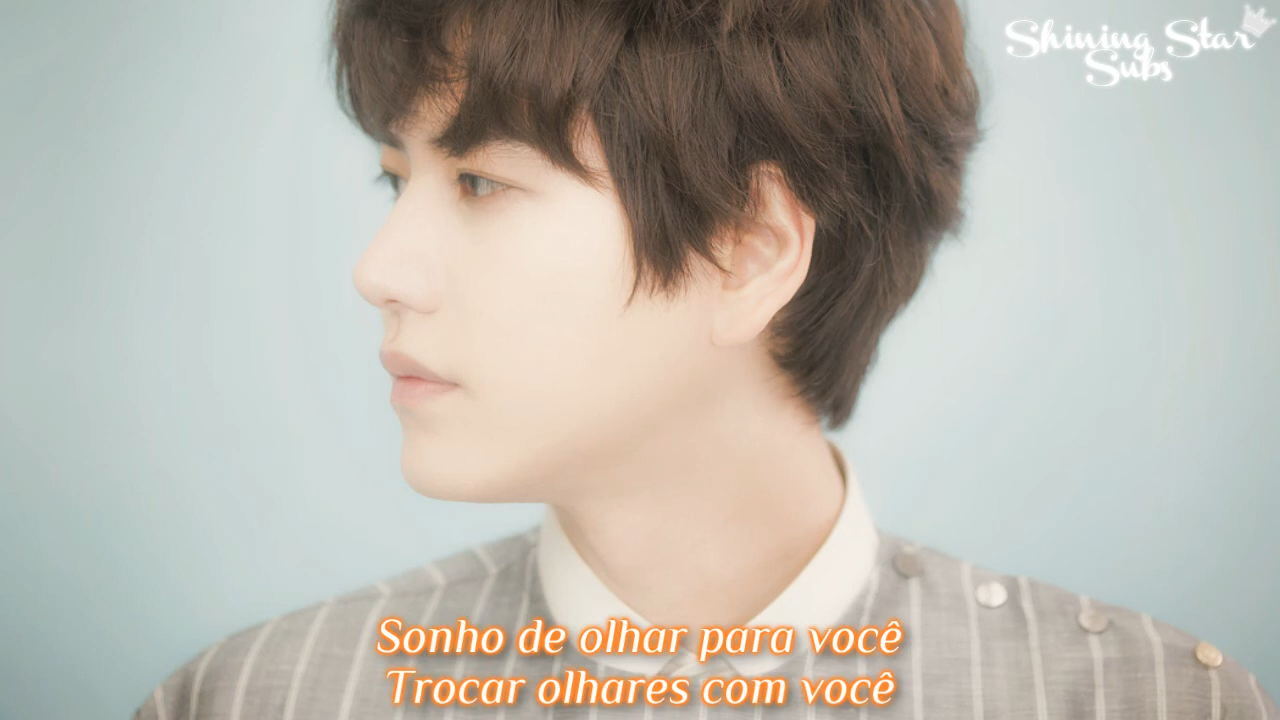 Shining Star
Subs
Sonho de olhar para você
Trocar olhares com você